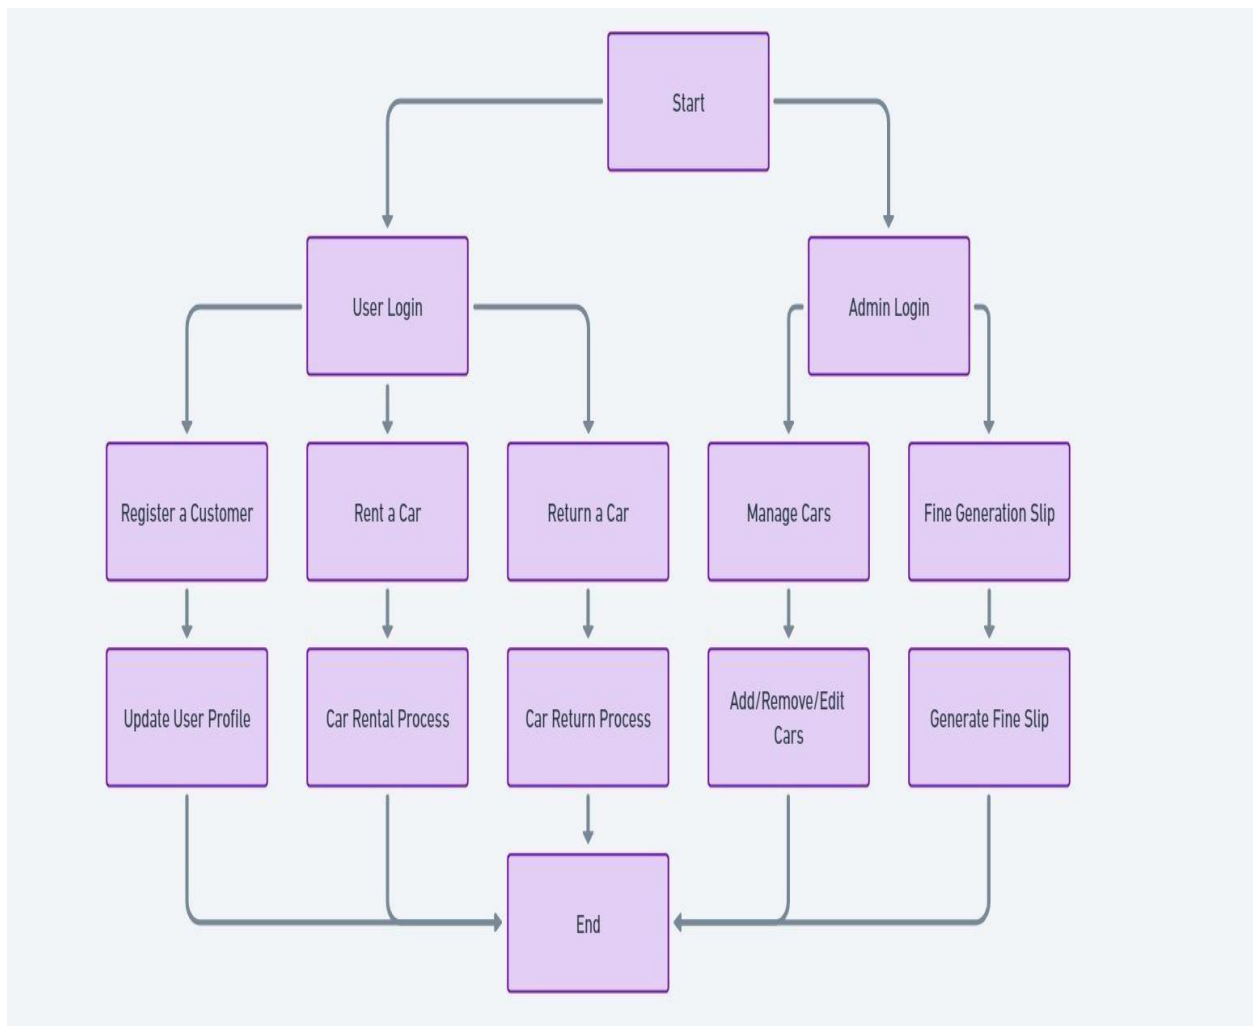 Start
User Login
Admin Login
Register a Customer
Rent a Car
Return a Car
Manage Cars
Fine Generation Slip
Update User Profile
Car Rental Process
Car Return Process
Add/Remove/Edit
Cars
Generate Fine Slip
End